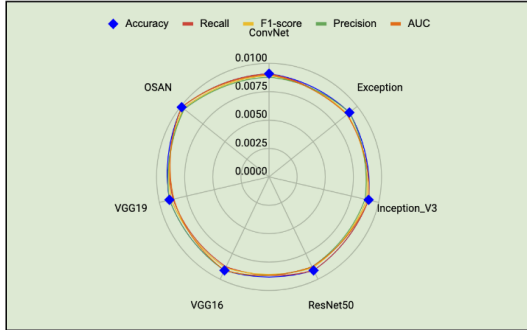 Accuracy Recall F1-score Precision AUC
ConvNet
0.0100
OSAN Exception
0.0075
0.0050
0.0025
0.0000
VGG19 Inception_V3
VGG16 ResNet50